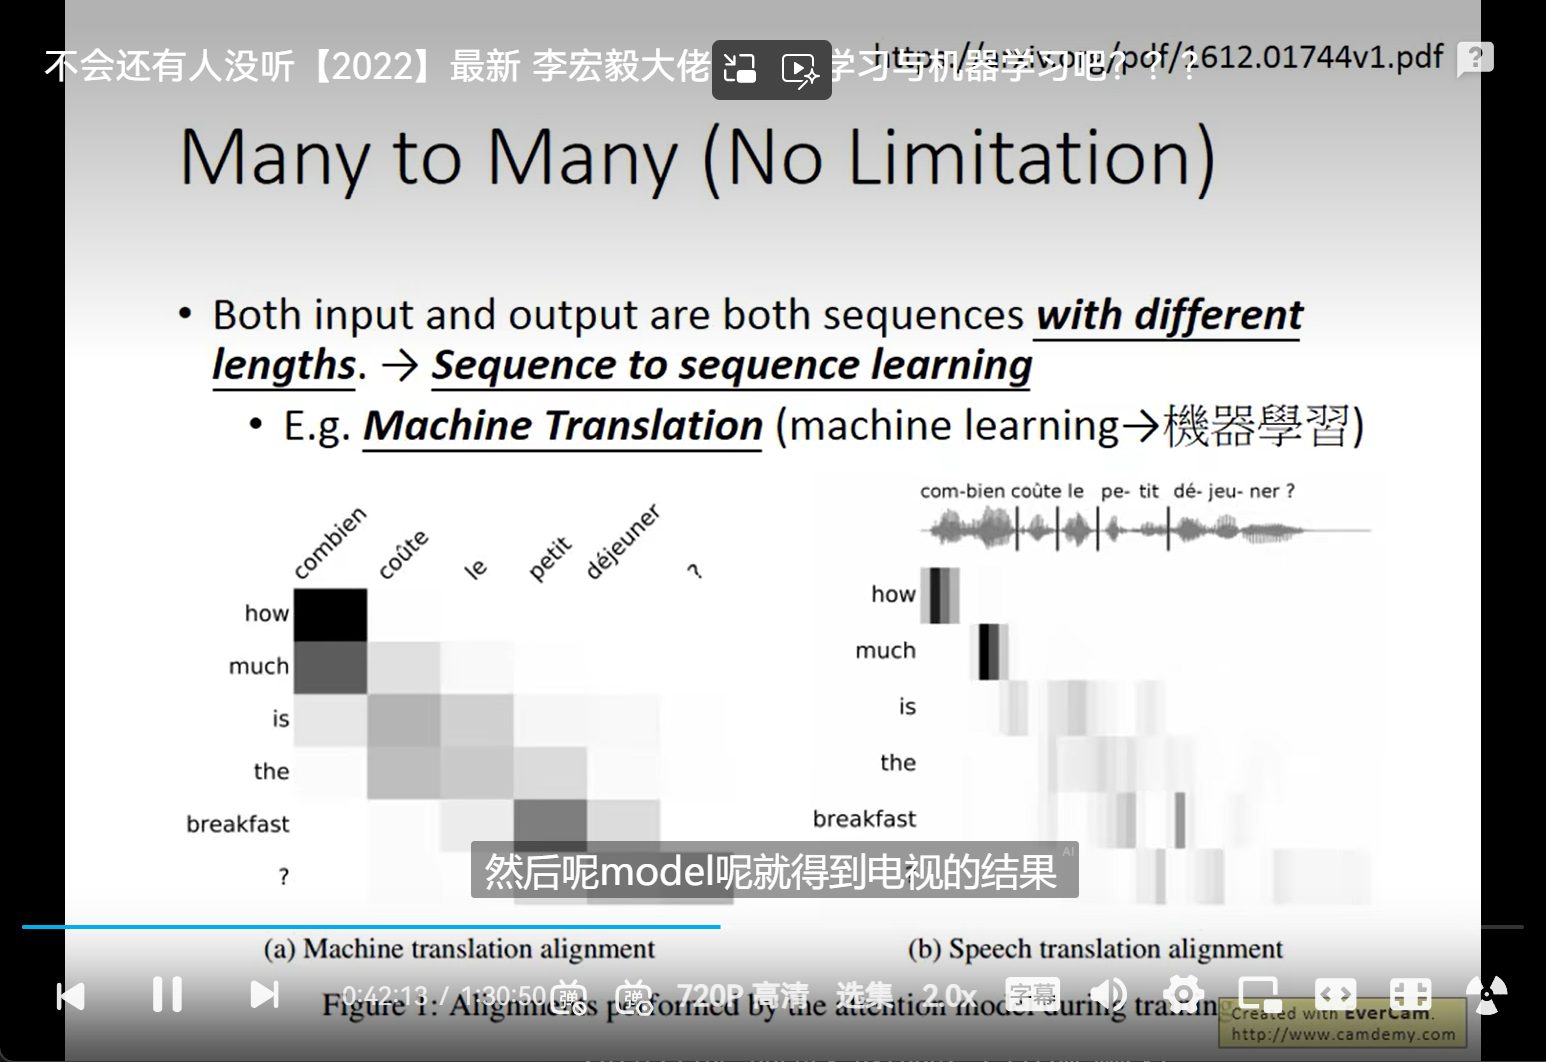 不会还有人没听【2022】最新 李宏毅大佬 学习与机器学习吧？？？
https://arxiv.org/pdf/1612.01744v1.pdf
?
Many to Many (No Limitation)
• Both input and output are both sequences with different
lengths. → Sequence to sequence learning
• E.g. Machine Translation (machine learning→機器學習)
combien coûte le petit déjeuner ?
how
much
is
the
breakfast
?
com-bien coûte le pe- tit dé- jeu- ner ?
how
much
is
the
breakfast
然后呢model呢就得到电视的结果
AI
(a) Machine translation alignment
(b) Speech translation alignment
0:42:13 / 1:30:50 弹 弹 720P 高清 选集 2.0x 字幕
Figure 1: Alignments performed by the attention model during training
Created with EverCam.
http://www.camdemy.com